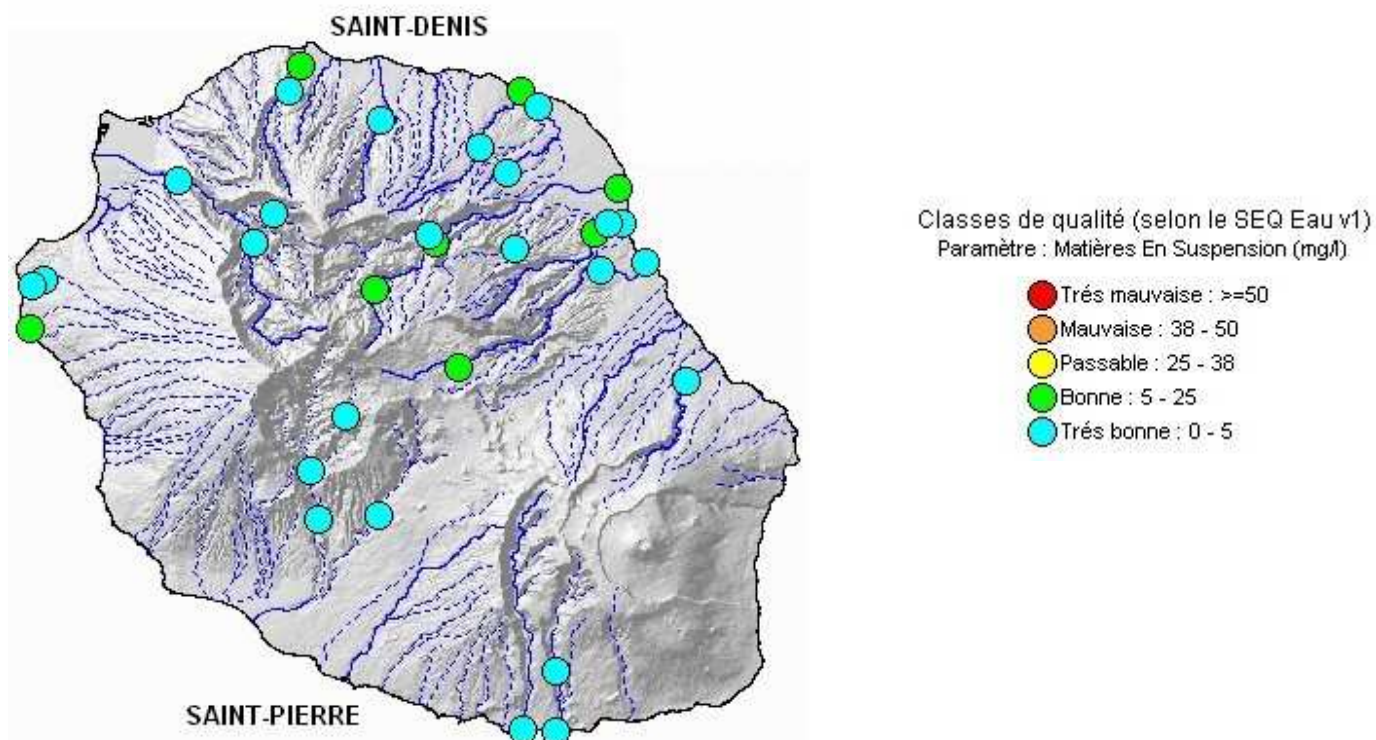 SAINT-DENIS
SAINT-PIERRE
Classes de qualité (selon le SEQ Eau v1)
Paramètre : Matières En Suspension (mg/l)
Trés mauvaise : >=50
Mauvaise : 38 - 50
Passable : 25 - 38
Bonne : 5 - 25
Trés bonne : 0 - 5